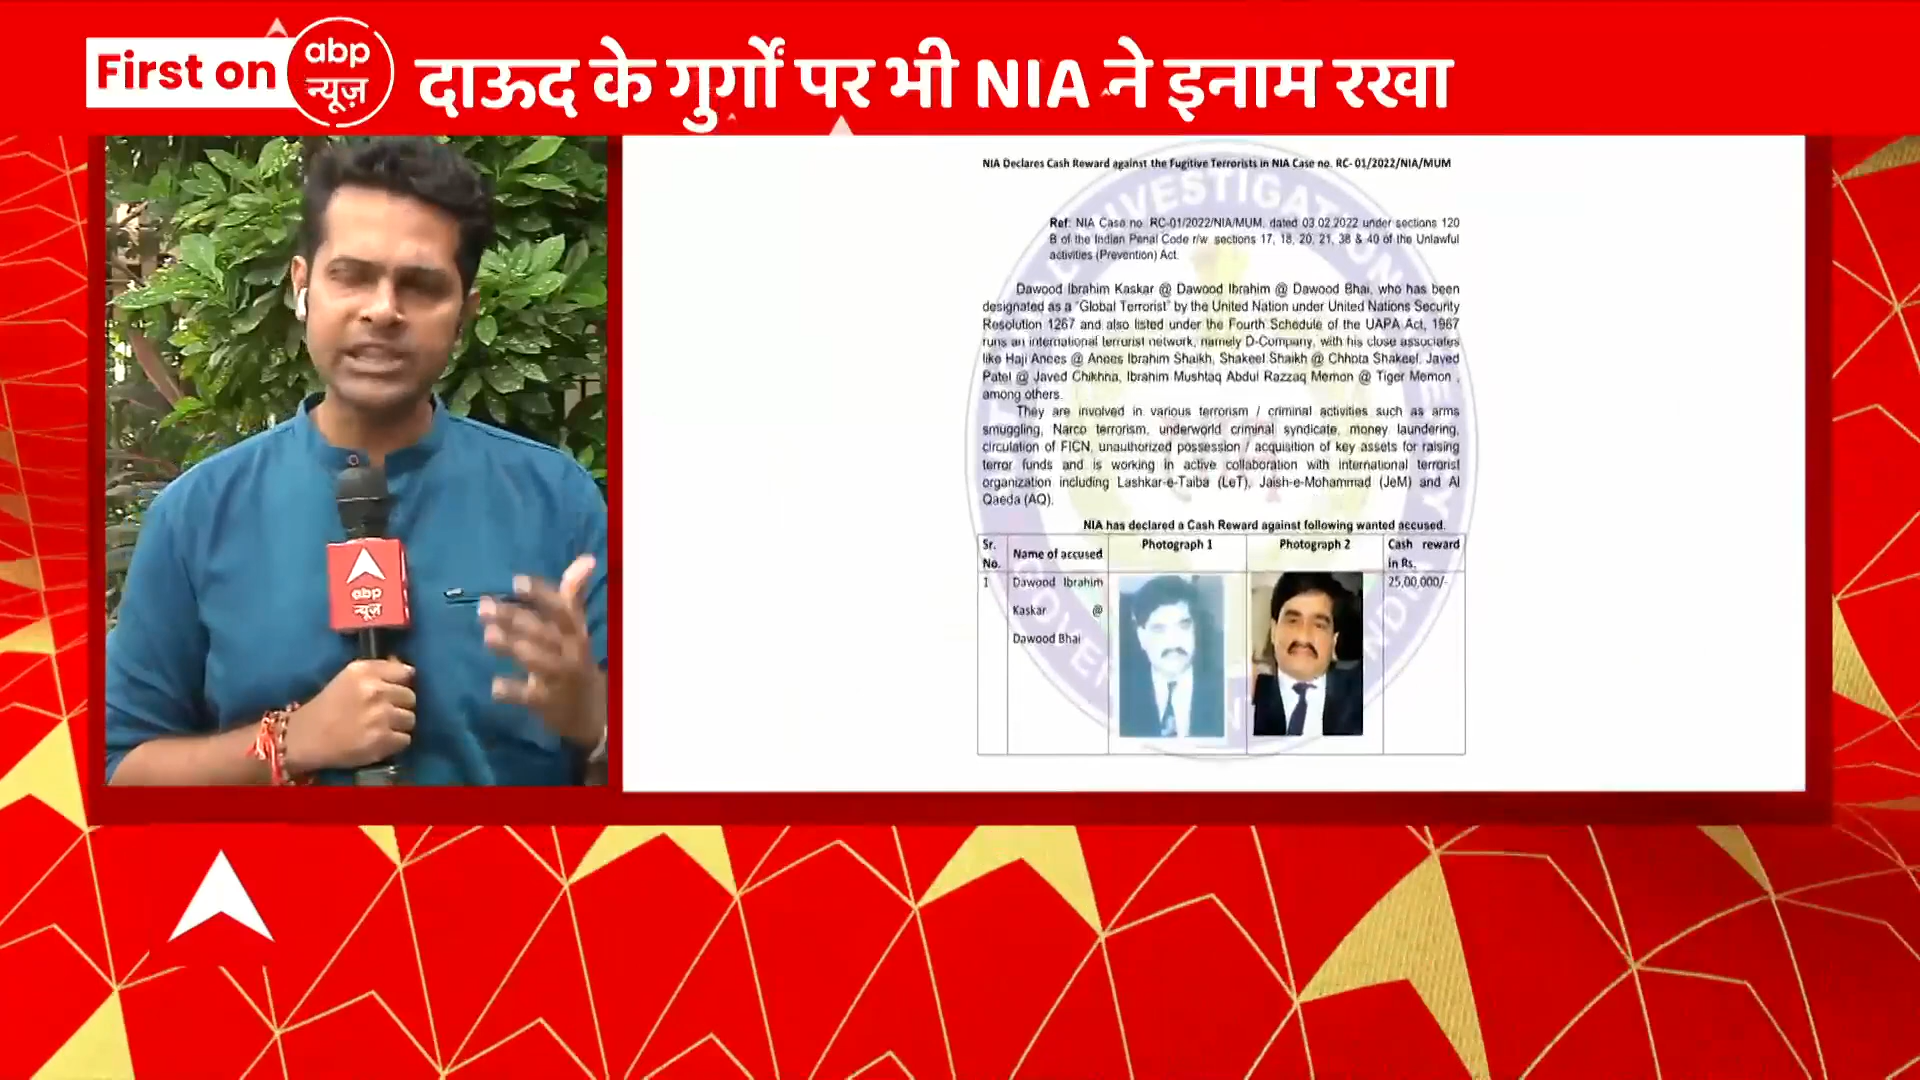 First on
abp
न्यूज़
दाऊद के गुर्गों पर भी NIA ने इनाम रखा
NIA Declares Cash Reward against the Fugitive Terrorists in NIA Case no. RC- 01/2022/NIA/MUM
Ref: NIA Case no. RC-01/2022/NIA/MUM, dated 03.02.2022 under sections 120
B of the Indian Penal Code r/w sections 17, 18, 20, 21, 38 & 40 of the Unlawful
activities (Prevention) Act.
Dawood Ibrahim Kaskar @ Dawood Ibrahim @ Dawood Bhai, who has been
designated as a "Global Terrorist" by the United Nation under United Nations Security
Resolution 1267 and also listed under the Fourth Schedule of the UAPA Act, 1967
runs an international terrorist network, namely D-Company, with his close associates
like Haji Anees @ Anees Ibrahim Shaikh, Shakeel Shaikh @ Chhota Shakeel, Javed
Patel @ Javed Chikhna, Ibrahim Mushtaq Abdul Razzaq Memon @ Tiger Memon ,
among others.
They are involved in various terrorism / criminal activities such as arms
smuggling, Narco terrorism, underworld criminal syndicate, money laundering,
circulation of FICN, unauthorized possession / acquisition of key assets for raising
terror funds and is working in active collaboration with international terrorist
organization including Lashkar-e-Taiba (LeT), Jaish-e-Mohammad (JeM) and Al
Qaeda (AQ).
NIA has declared a Cash Reward against following wanted accused.
Sr. No. Name of accused Photograph 1 Photograph 2 Cash reward in Rs.
1 Dawood Ibrahim 25,00,000/-
Kaskar @
Dawood Bhai
abp
न्यूज़